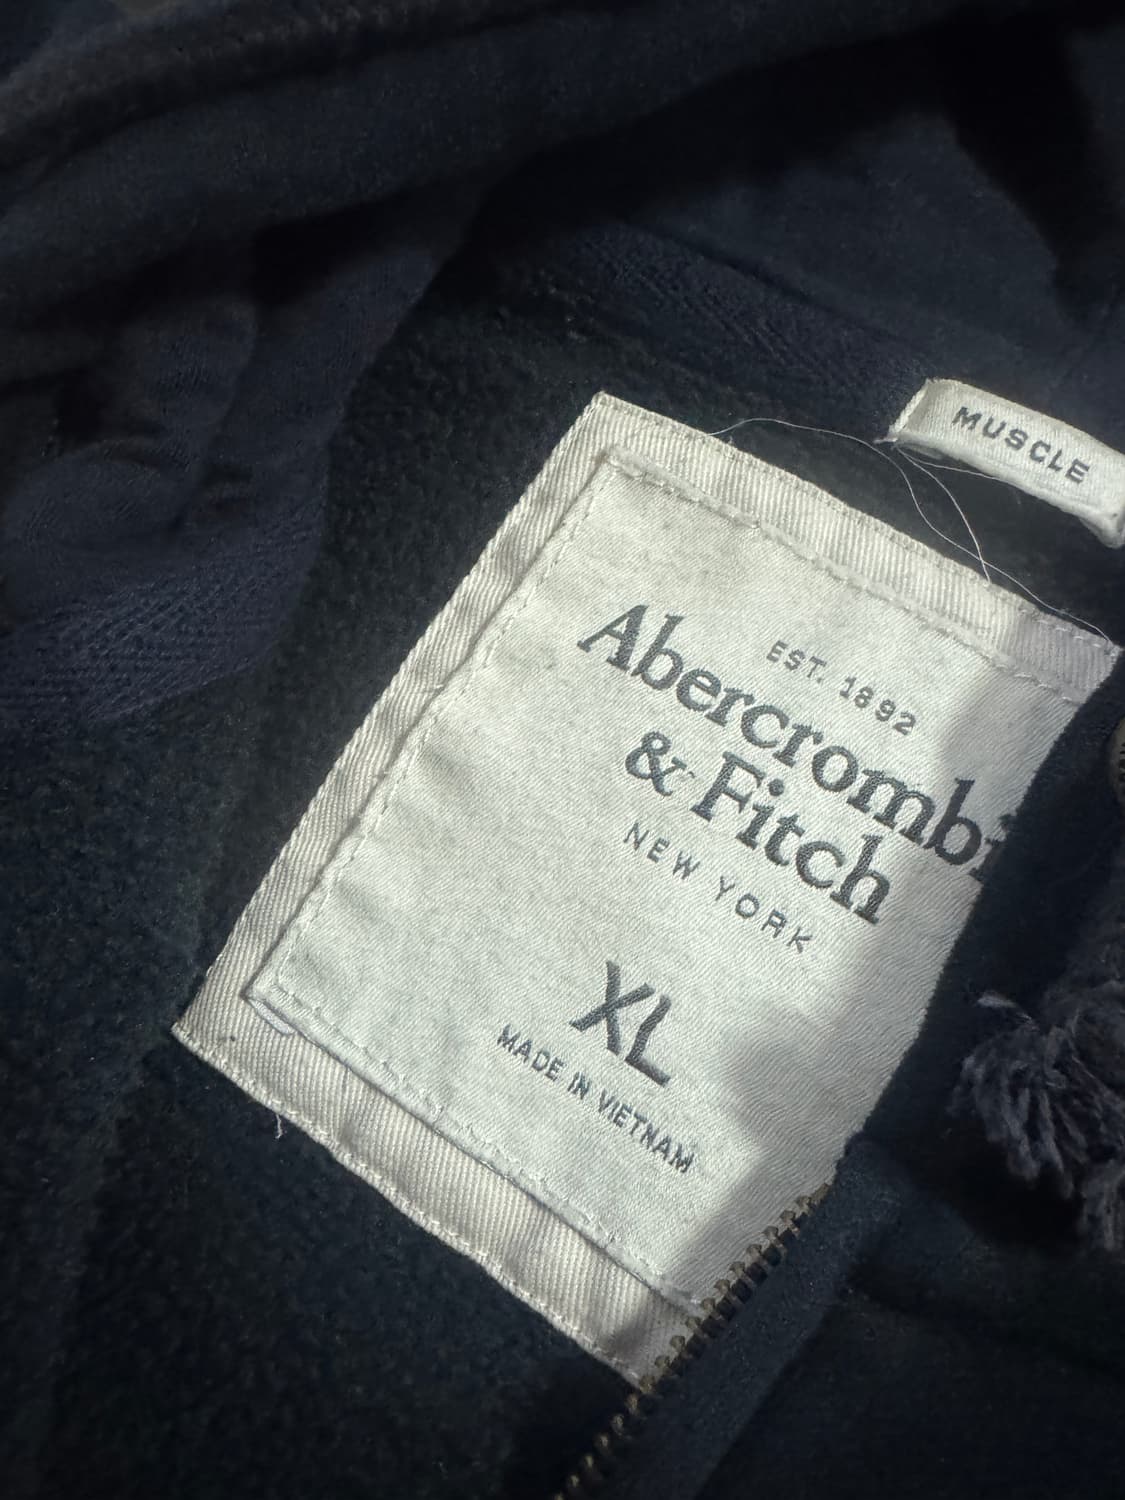 MUSCLE
EST. 1892
Abercrombi
& Fitch
NEW YORK
XL
MADE IN VIETNAM